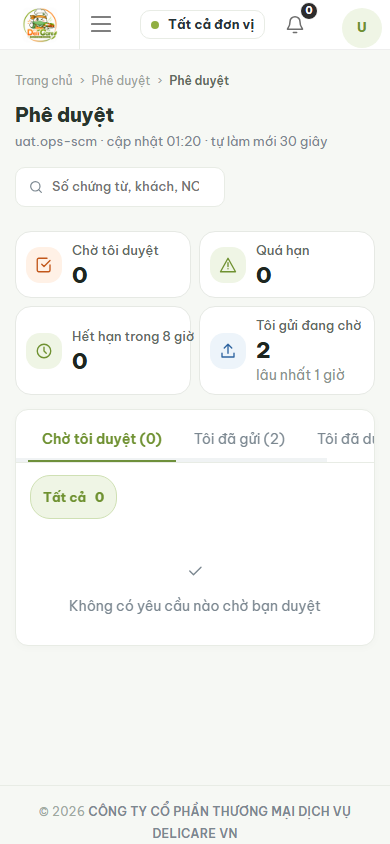 Tất cả đơn vị
0
U
Trang chủ > Phê duyệt > Phê duyệt
Phê duyệt
uat.ops-scm · cập nhật 01:20 · tự làm mới 30 giây
Số chứng từ, khách, NC
Chờ tôi duyệt
0
Quá hạn
0
Hết hạn trong 8 giờ
0
Tôi gửi đang chờ
2
lâu nhất 1 giờ
Chờ tôi duyệt (0) Tôi đã gửi (2) Tôi đã du
Tất cả 0
Không có yêu cầu nào chờ bạn duyệt
© 2026 CÔNG TY CỔ PHẦN THƯƠNG MẠI DỊCH VỤ
DELICARE VN